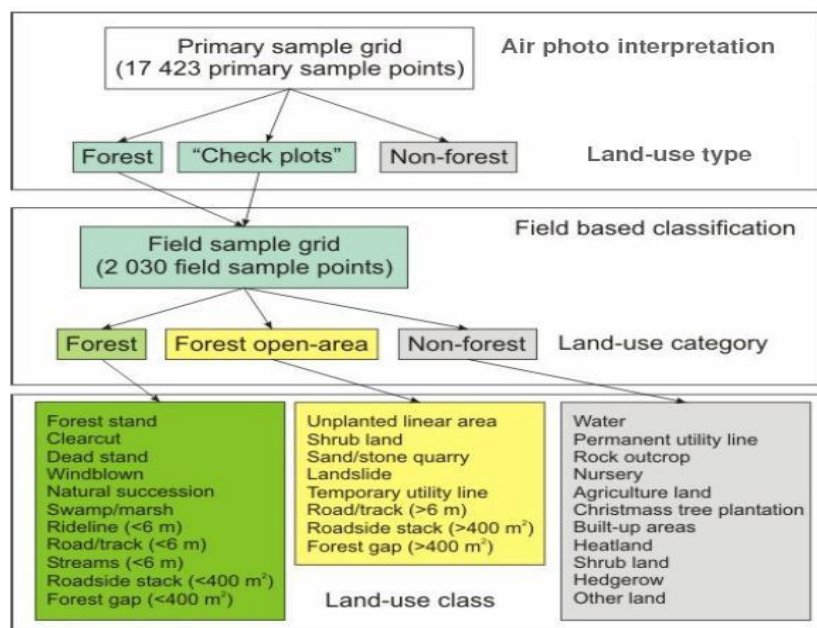 Primary sample grid
(17 423 primary sample points)
Air photo interpretation
Forest
"Check plots"
Non-forest
Land-use type
Field based classification
Field sample grid
(2 030 field sample points)
Forest
Forest open-area
Non-forest
Land-use category
Forest stand
Clearcut
Dead stand
Windblown
Natural succession
Swamp/marsh
Rideline (<6 m)
Road/track (<6 m)
Streams (<6 m)
Roadside stack (<400 m²)
Forest gap (<400 m²)
Unplanted linear area
Shrub land
Sand/stone quarry
Landslide
Temporary utility line
Road/track (>6 m)
Roadside stack (>400 m²)
Forest gap (>400 m²)
Water
Permanent utility line
Rock outcrop
Nursery
Agriculture land
Christmass tree plantation
Built-up areas
Heatland
Shrub land
Hedgerow
Other land
Land-use class